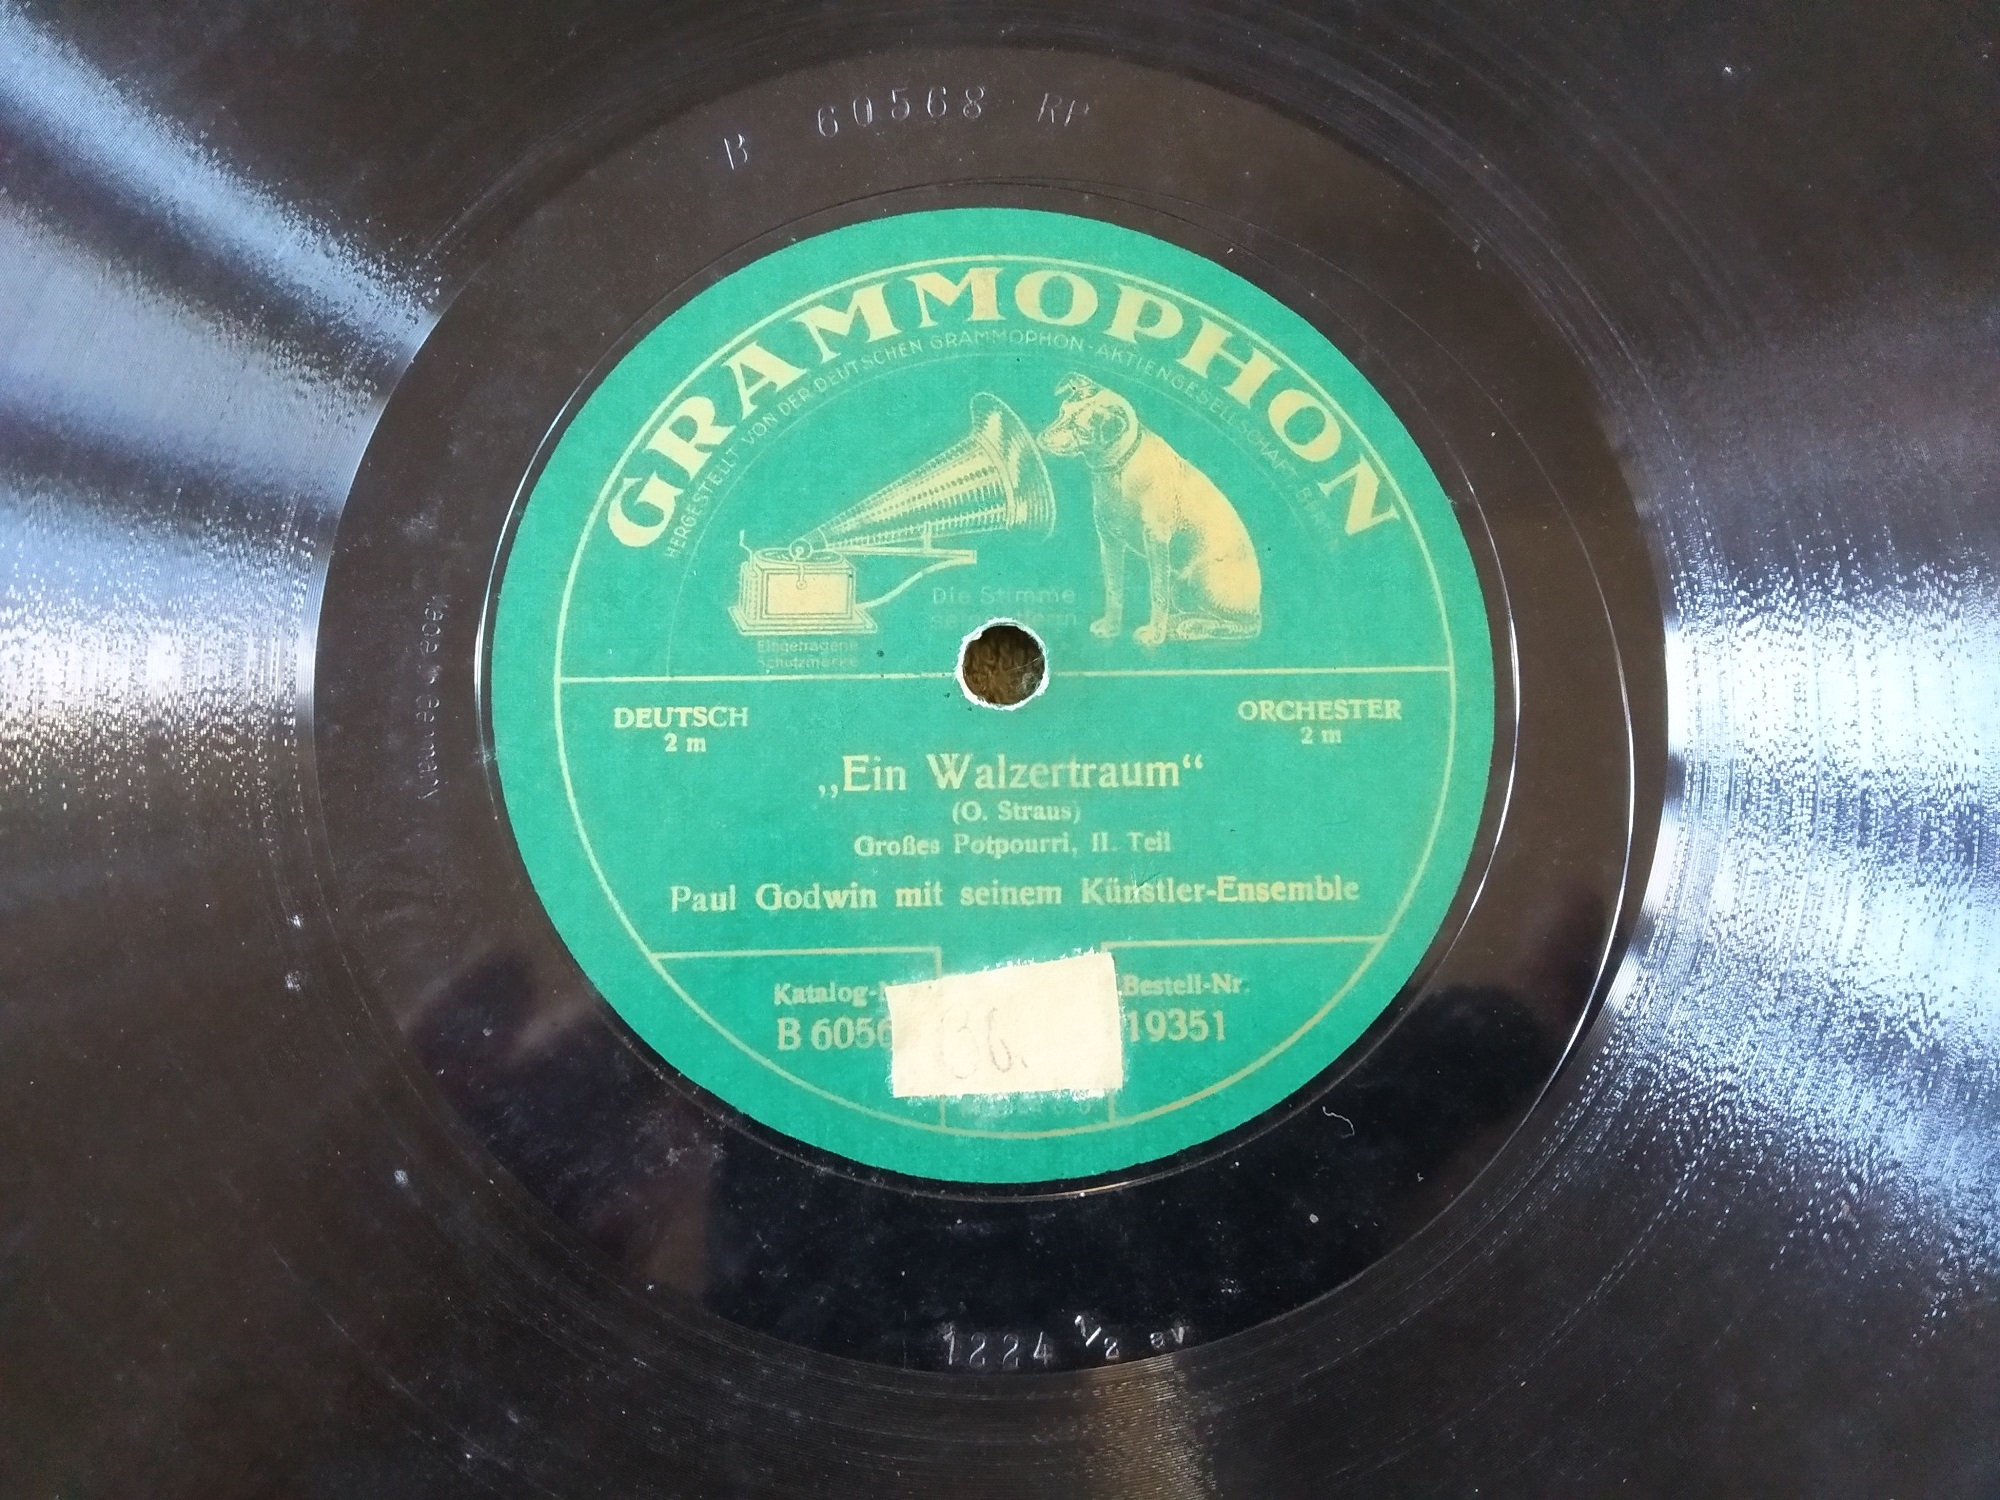 B 60568 RP
GRAMMOPHON
HERGESTELLT VON DER DEUTSCHEN GRAMMOPHON-AKTIENGESELLSCHAFT, BERLIN
Die Stimme
Eingetragene
Schutzmarke
DEUTSCH
2 m
ORCHESTER
2 m
„Ein Walzertraum“
(O. Straus)
Großes Potpourri, II. Teil
Paul Godwin mit seinem Künstler-Ensemble
Katalog-
B 6056
Bestell-Nr.
19351
1224 ½ av